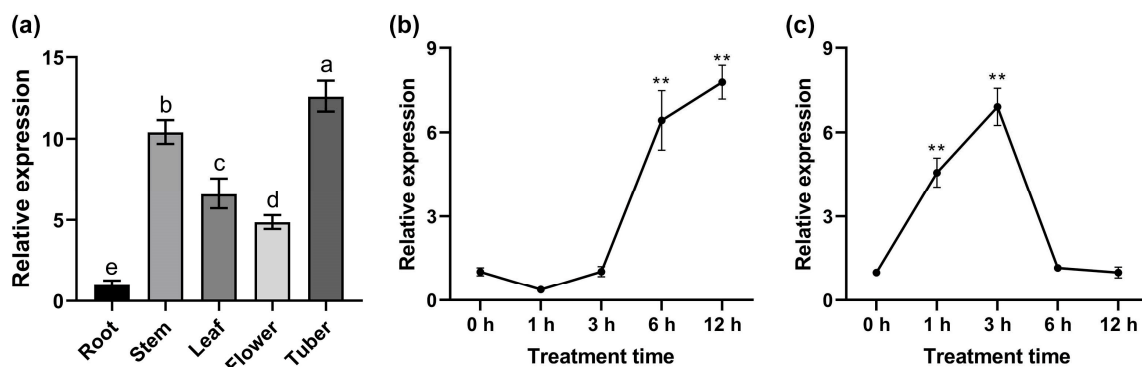 (a)
Relative expression
15
10
5
0
a
b
c
d
e
Root
Stem
Leaf
Flower
Tuber
(b)
Relative expression
9
6
3
0
**
**
0 h
1 h
3 h
6 h
12 h
Treatment time
(c)
Relative expression
9
6
3
0
**
**
0 h
1 h
3 h
6 h
12 h
Treatment time